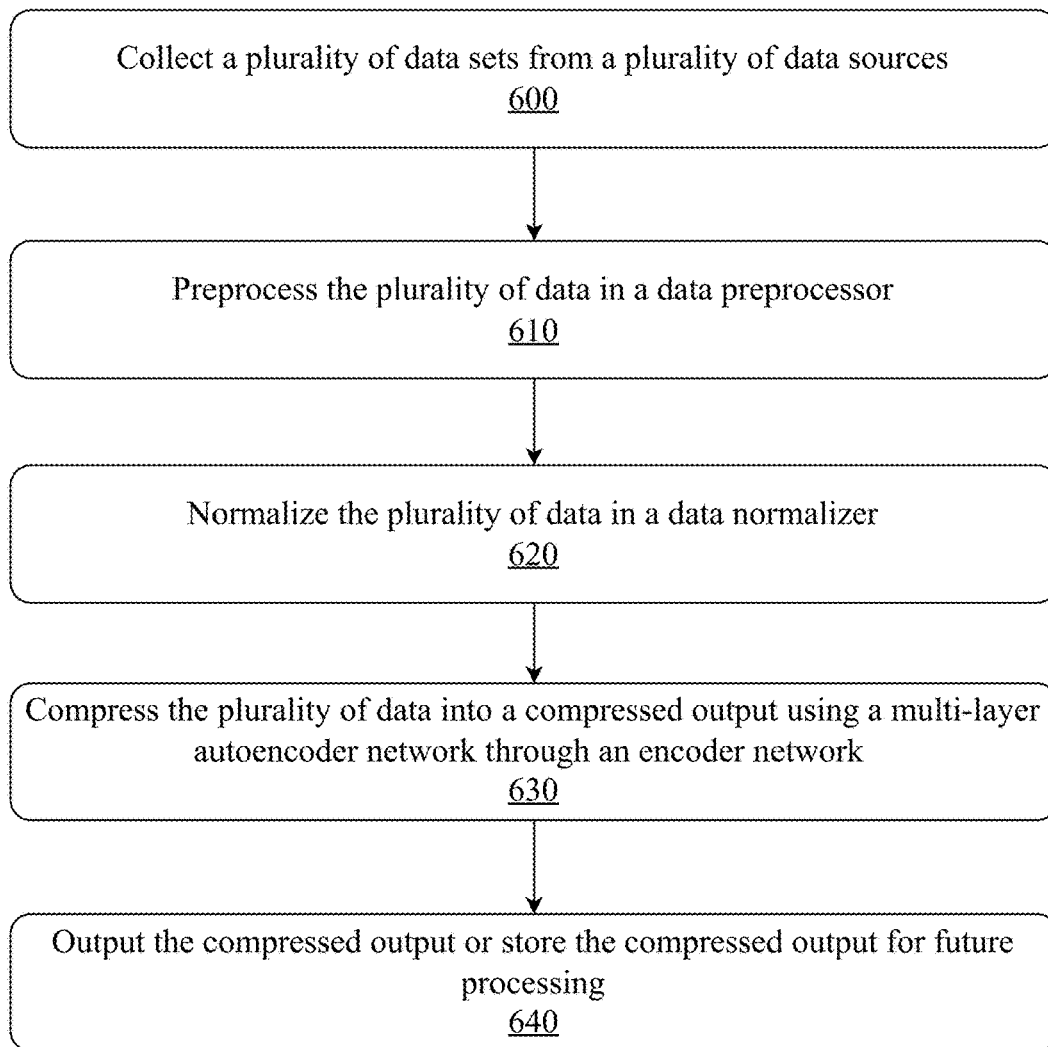 Collect a plurality of data sets from a plurality of data sources
600
Preprocess the plurality of data in a data preprocessor
610
Normalize the plurality of data in a data normalizer
620
Compress the plurality of data into a compressed output using a multi-layer
autoencoder network through an encoder network
630
Output the compressed output or store the compressed output for future
processing
640